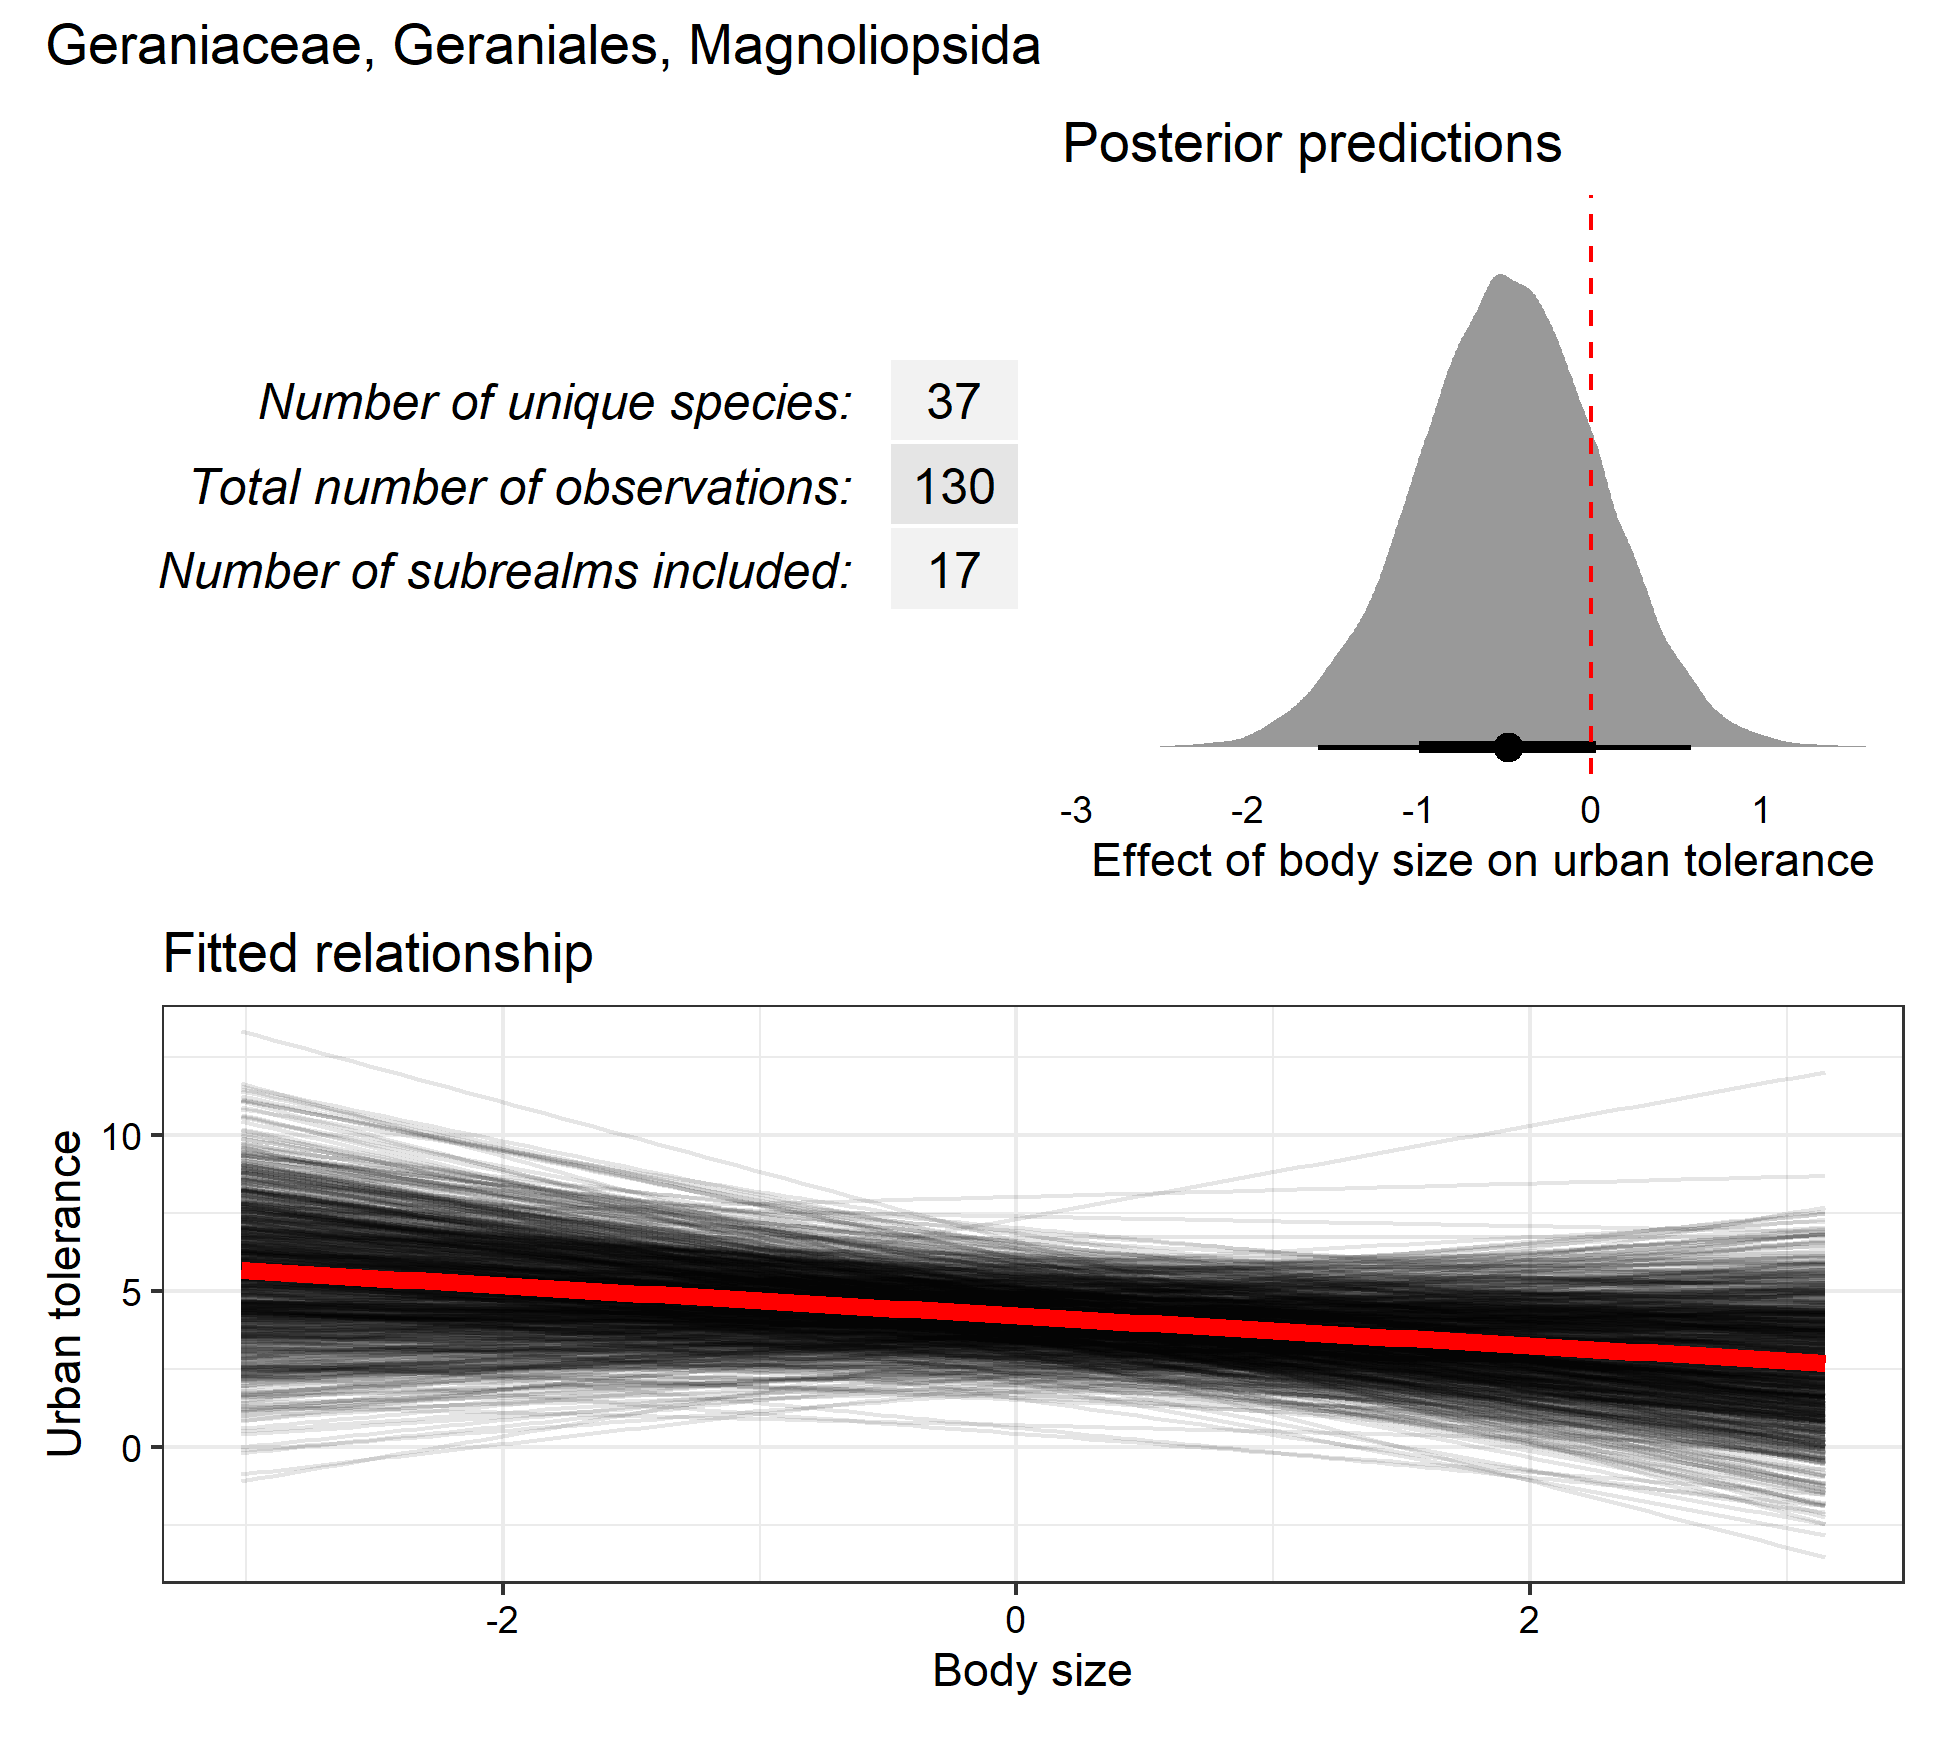 Geraniaceae, Geraniales, Magnoliopsida
Number of unique species: 37
Total number of observations: 130
Number of subrealms included: 17
Posterior predictions
-3 -2 -1 0 1
Effect of body size on urban tolerance
Fitted relationship
Urban tolerance
10
5
0
-2 0 2
Body size